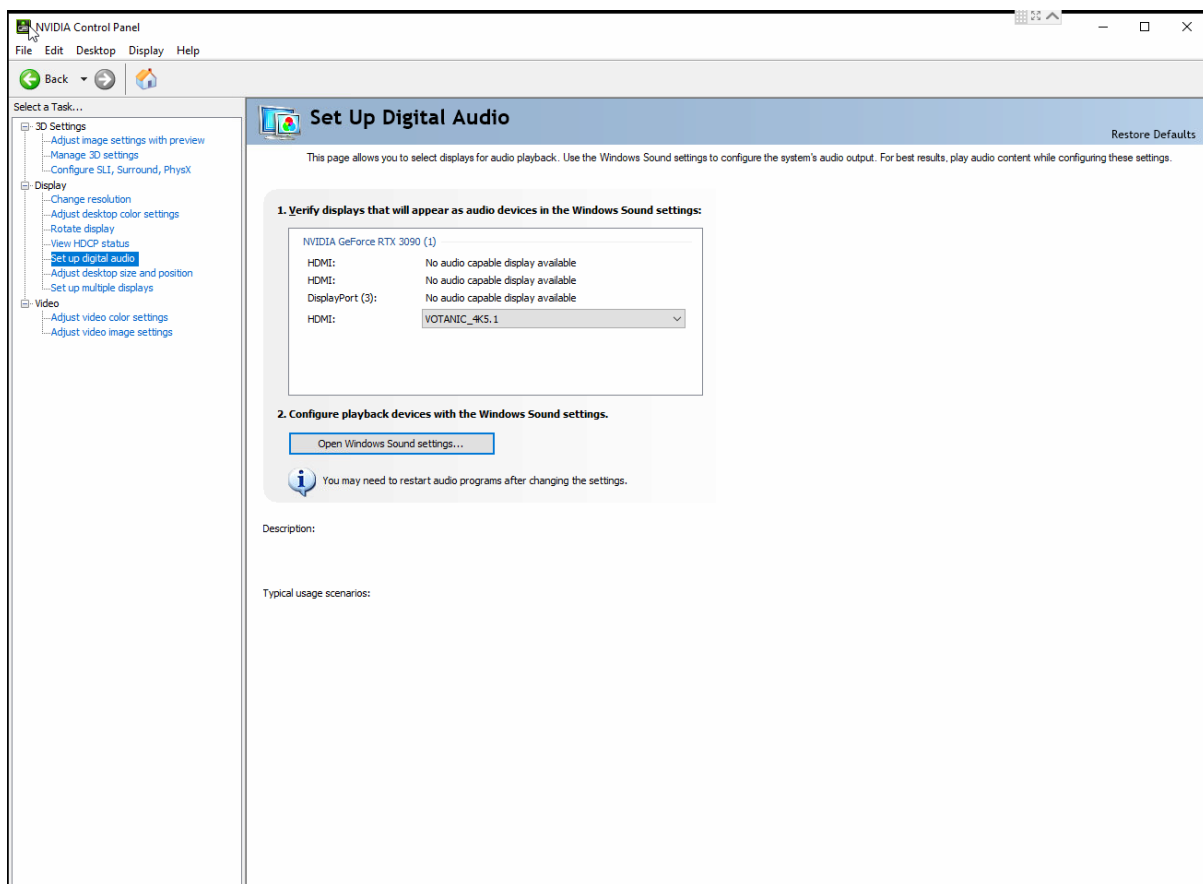 NVIDIA Control Panel
File Edit Desktop Display Help
Back
Select a Task...
3D Settings
Adjust image settings with preview
Manage 3D settings
Configure SLI, Surround, PhysX
Display
Change resolution
Adjust desktop color settings
Rotate display
View HDCP status
Set up digital audio
Adjust desktop size and position
Set up multiple displays
Video
Adjust video color settings
Adjust video image settings
Set Up Digital Audio
Restore Defaults
This page allows you to select displays for audio playback. Use the Windows Sound settings to configure the system's audio output. For best results, play audio content while configuring these settings.
1. Verify displays that will appear as audio devices in the Windows Sound settings:
NVIDIA GeForce RTX 3090 (1)
HDMI: No audio capable display available
HDMI: No audio capable display available
DisplayPort (3): No audio capable display available
HDMI: VOTANIC_4K5.1
2. Configure playback devices with the Windows Sound settings.
Open Windows Sound settings...
You may need to restart audio programs after changing the settings.
Description:
Typical usage scenarios: